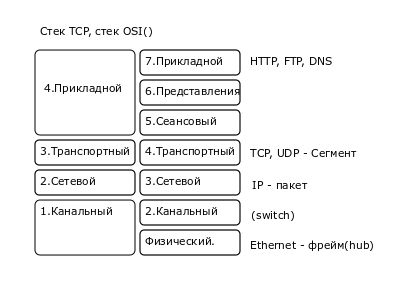 Стек TCP, стек OSI()
4.Прикладной
7.Прикладной
HTTP, FTP, DNS
6.Представления
5.Сеансовый
3.Транспортный
4.Транспортный
TCP, UDP - Сегмент
2.Сетевой
3.Сетевой
IP - пакет
1.Канальный
2.Канальный
(switch)
Физический.
Ethernet - фрейм(hub)